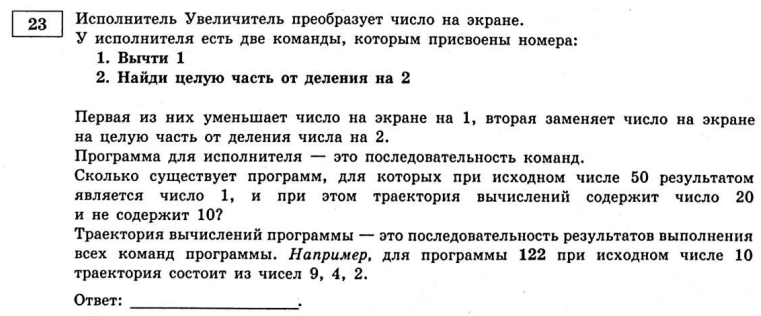 23
Исполнитель Увеличитель преобразует число на экране.
У исполнителя есть две команды, которым присвоены номера:
1. Вычти 1
2. Найди целую часть от деления на 2
Первая из них уменьшает число на экране на 1, вторая заменяет число на экране
на целую часть от деления числа на 2.
Программа для исполнителя — это последовательность команд.
Сколько существует программ, для которых при исходном числе 50 результатом
является число 1, и при этом траектория вычислений содержит число 20
и не содержит 10?
Траектория вычислений программы — это последовательность результатов выполнения
всех команд программы. Например, для программы 122 при исходном числе 10
траектория состоит из чисел 9, 4, 2.
Ответ: ____________________.